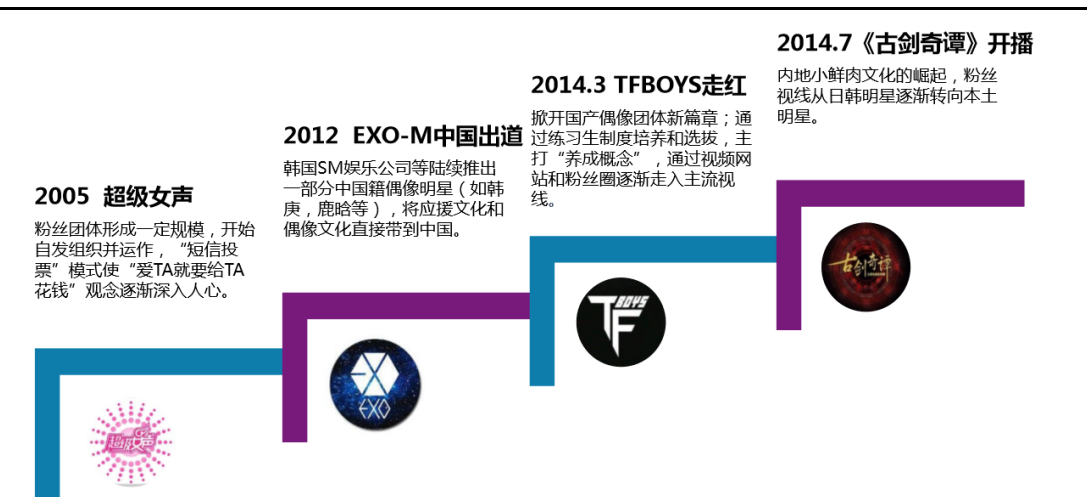 2005 超级女声
粉丝团体形成一定规模，开始
自发组织并运作，“短信投
票”模式使“爱TA就要给TA
花钱”观念逐渐深入人心。
超级女声
2012 EXO-M中国出道
韩国SM娱乐公司等陆续推出
一部分中国籍偶像明星（如韩
庚，鹿晗等），将应援文化和
偶像文化直接带到中国。
EXO
2014.3 TFBOYS走红
掀开国产偶像团体新篇章；通
过练习生制度培养和选拔，主
打“养成概念”，通过视频网
站和粉丝圈逐渐走入主流视
线。
TF BOYS
2014.7《古剑奇谭》开播
内地小鲜肉文化的崛起，粉丝
视线从日韩明星逐渐转向本土
明星。
古剑奇谭